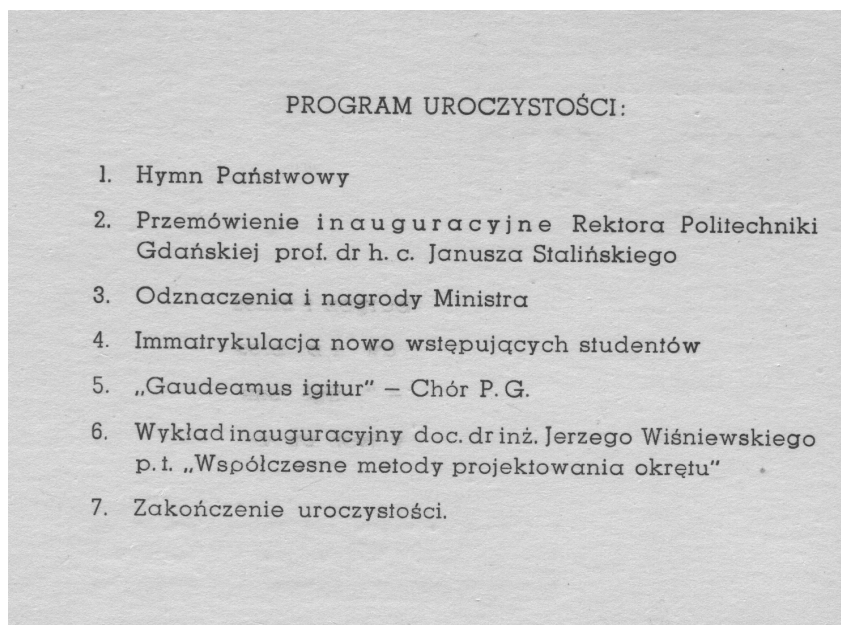 PROGRAM UROCZYSTOŚCI:
1. Hymn Państwowy
2. Przemówienie inauguracyjne Rektora Politechniki
Gdańskiej prof. dr h. c. Janusza Stalińskiego
3. Odznaczenia i nagrody Ministra
4. Immatrykulacja nowo wstępujących studentów
5. „Gaudeamus igitur" — Chór P. G.
6. Wykład inauguracyjny doc. dr inż. Jerzego Wiśniewskiego
p. t. „Współczesne metody projektowania okrętu"
7. Zakończenie uroczystości.